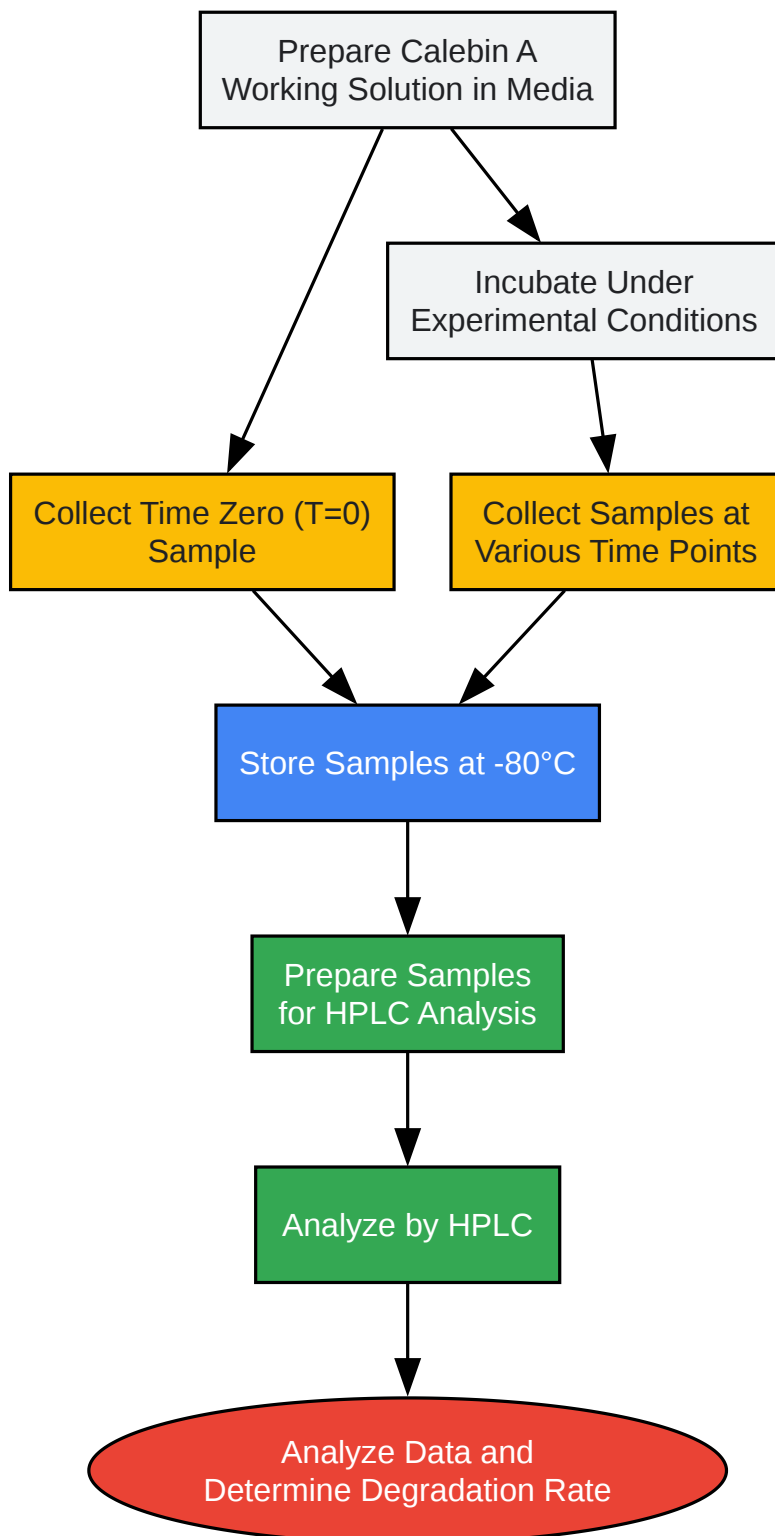 Prepare Calebin A
Working Solution in Media
Incubate Under
Experimental Conditions
Collect Time Zero (T=0)
Sample
Collect Samples at
Various Time Points
Store Samples at -80°C
Prepare Samples
for HPLC Analysis
Analyze by HPLC
Analyze Data and
Determine Degradation Rate